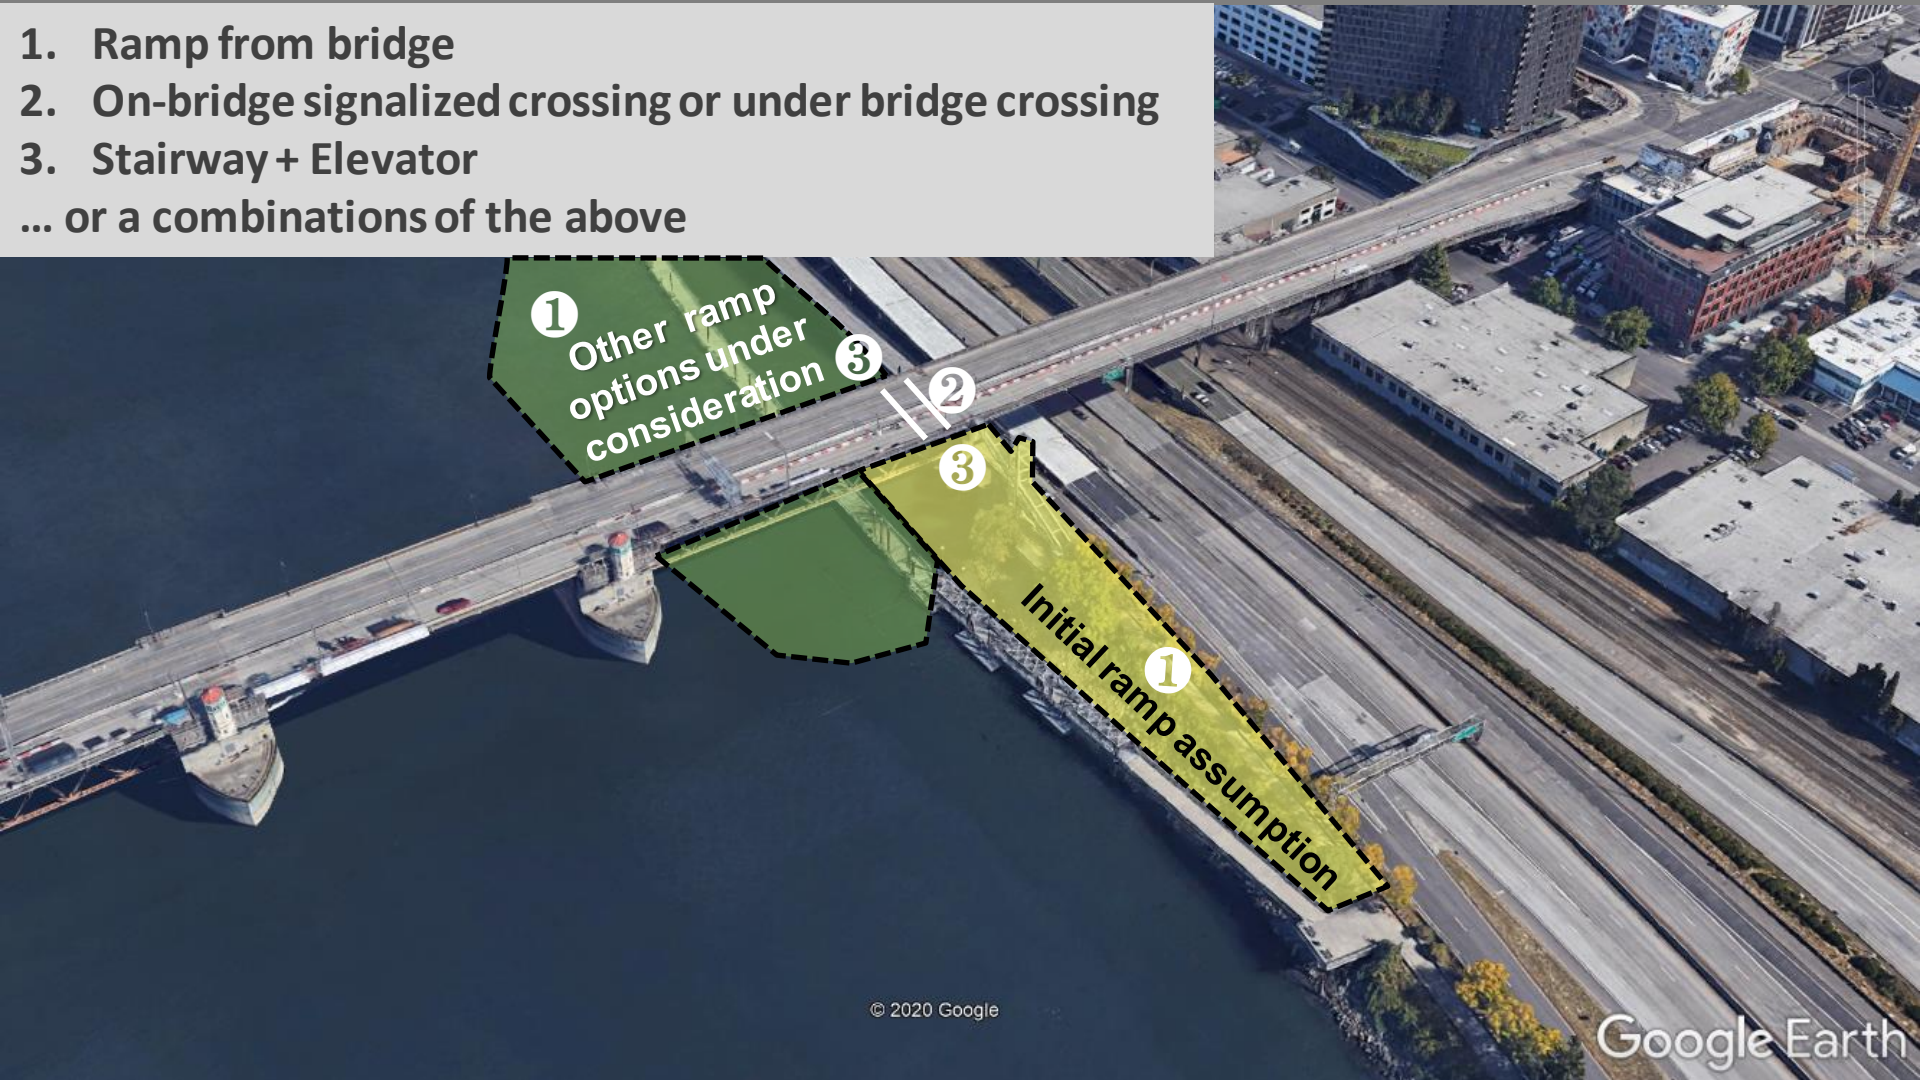 1. Ramp from bridge
2. On-bridge signalized crossing or under bridge crossing
3. Stairway + Elevator
... or a combinations of the above
1
Other ramp
options under
consideration
3
2
3
Initial ramp assumption
1
© 2020 Google
Google Earth